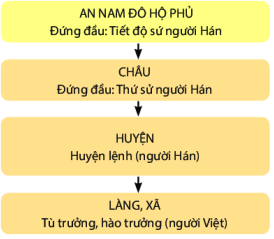 AN NAM ĐÔ HỘ PHỦ
Đứng đầu: Tiết độ sứ người Hán
CHÂU
Đứng đầu: Thứ sử người Hán
HUYỆN
Huyện lệnh (người Hán)
LÀNG, XÃ
Tù trưởng, hào trưởng (người Việt)